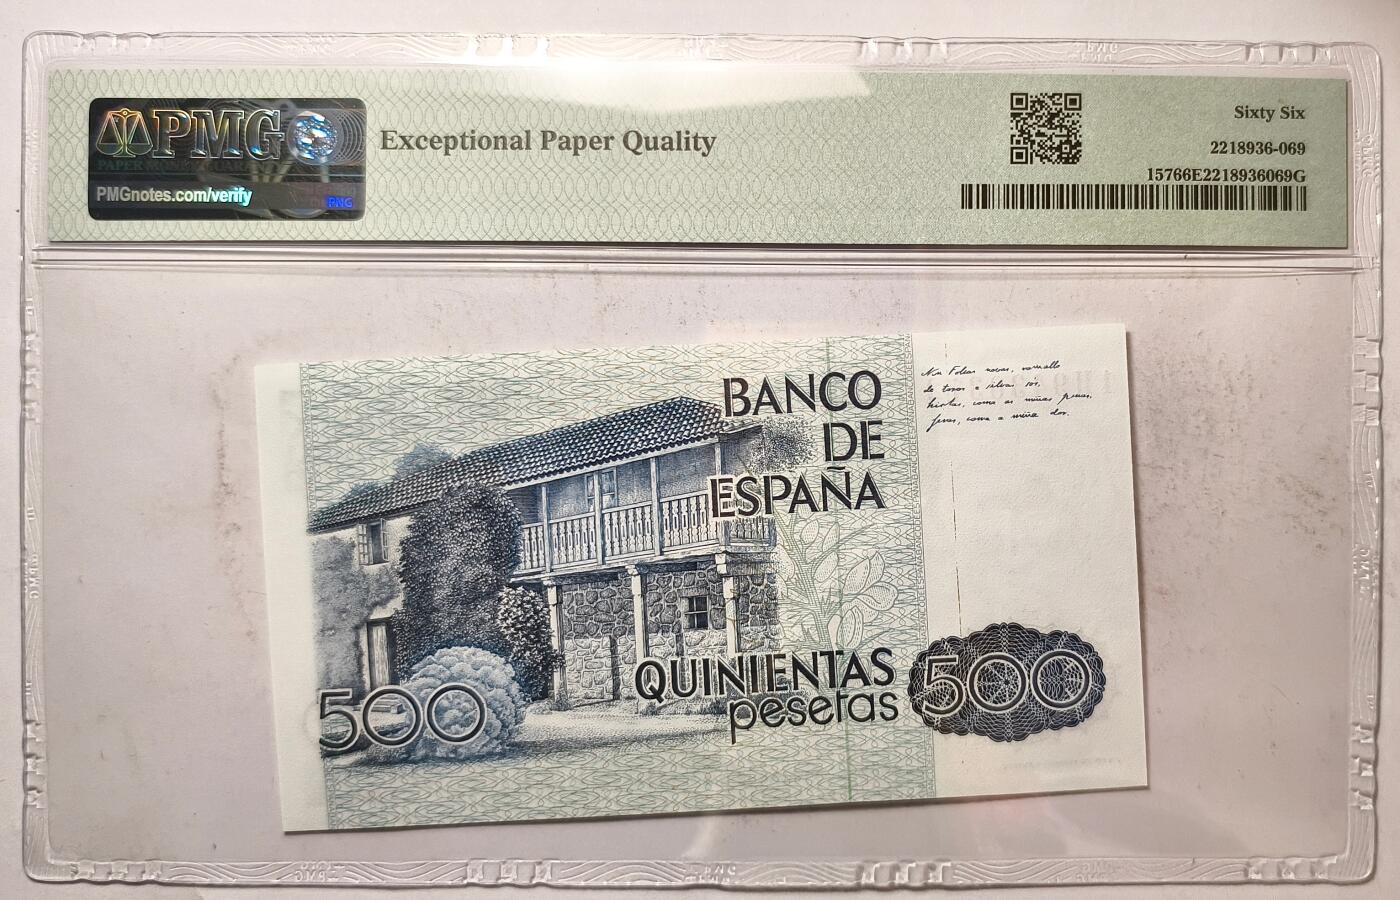 PMG
PMGnotes.com/verify
PMG
Exceptional Paper Quality
Sixty Six
2218936-069
15766E2218936069G
BANCO
DE
ESPAÑA
QUINIENTAS
pesetas
500
500